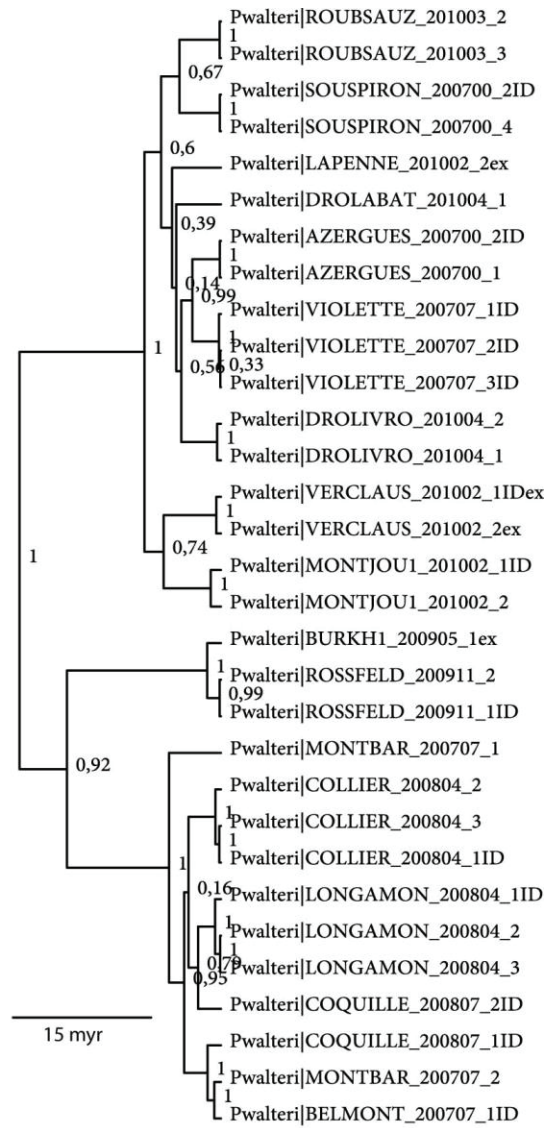 Pwalteri|ROUBSAUZ_201003_2
1
Pwalteri|ROUBSAUZ_201003_3
0,67
Pwalteri|SOUSPIRON_200700_2ID
1
Pwalteri|SOUSPIRON_200700_4
0,6
Pwalteri|LAPENNE_201002_2ex
Pwalteri|DROLABAT_201004_1
0,39
Pwalteri|AZERGUES_200700_2ID
1
Pwalteri|AZERGUES_200700_1
0,14
0,99
Pwalteri|VIOLETTE_200707_1ID
1
Pwalteri|VIOLETTE_200707_2ID
1
0,56
0,33
Pwalteri|VIOLETTE_200707_3ID
Pwalteri|DROLIVRO_201004_2
1
Pwalteri|DROLIVRO_201004_1
Pwalteri|VERCLAUS_201002_1IDex
1
Pwalteri|VERCLAUS_201002_2ex
0,74
1
Pwalteri|MONTJOU1_201002_1ID
1
Pwalteri|MONTJOU1_201002_2
Pwalteri|BURKH1_200905_1ex
1
Pwalteri|ROSSFELD_200911_2
0,99
Pwalteri|ROSSFELD_200911_1ID
Pwalteri|MONTBAR_200707_1
0,92
Pwalteri|COLLIER_200804_2
1
Pwalteri|COLLIER_200804_3
1
Pwalteri|COLLIER_200804_1ID
1
0,16
Pwalteri|LONGAMON_200804_1ID
1
Pwalteri|LONGAMON_200804_2
1
0,79
Pwalteri|LONGAMON_200804_3
0,95
Pwalteri|COQUILLE_200807_2ID
15 myr
Pwalteri|COQUILLE_200807_1ID
1
Pwalteri|MONTBAR_200707_2
1
Pwalteri|BELMONT_200707_1ID